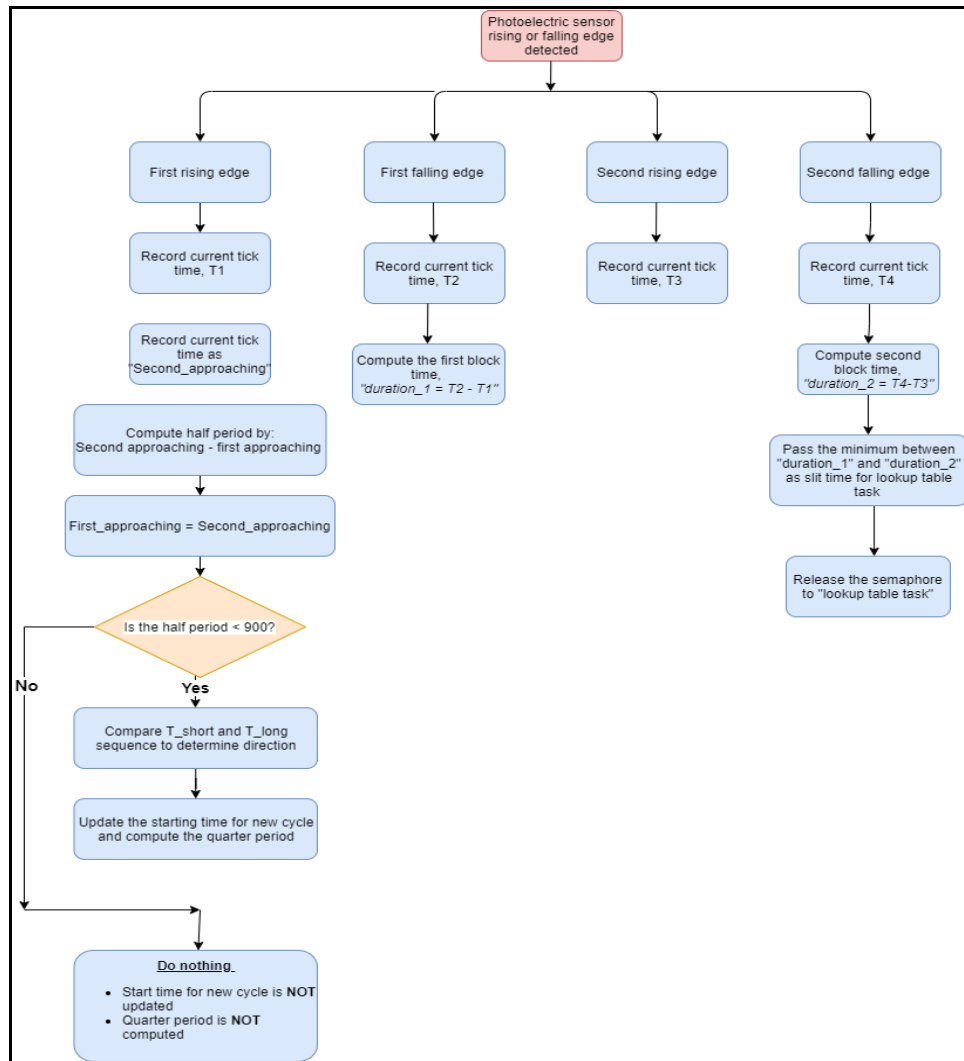 Photoelectric sensor
rising or falling edge
detected
First rising edge
First falling edge
Second rising edge
Second falling edge
Record current tick
time, T1
Record current tick
time, T2
Record current tick
time, T3
Record current tick
time, T4
Record current tick
time as
"Second_approaching"
Compute the first block
time,
"duration_1 = T2 - T1"
Compute second
block time,
"duration_2 = T4-T3"
Compute half period by:
Second approaching - first approaching
Pass the minimum between
"duration_1" and "duration_2"
as slit time for lookup table
task
First_approaching = Second_approaching
Release the semaphore
to "lookup table task"
Is the half period < 900?
No
Yes
Compare T_short and T_long
sequence to determine direction
Update the starting time for new cycle
and compute the quarter period
Do nothing
• Start time for new cycle is NOT
updated
• Quarter period is NOT
computed